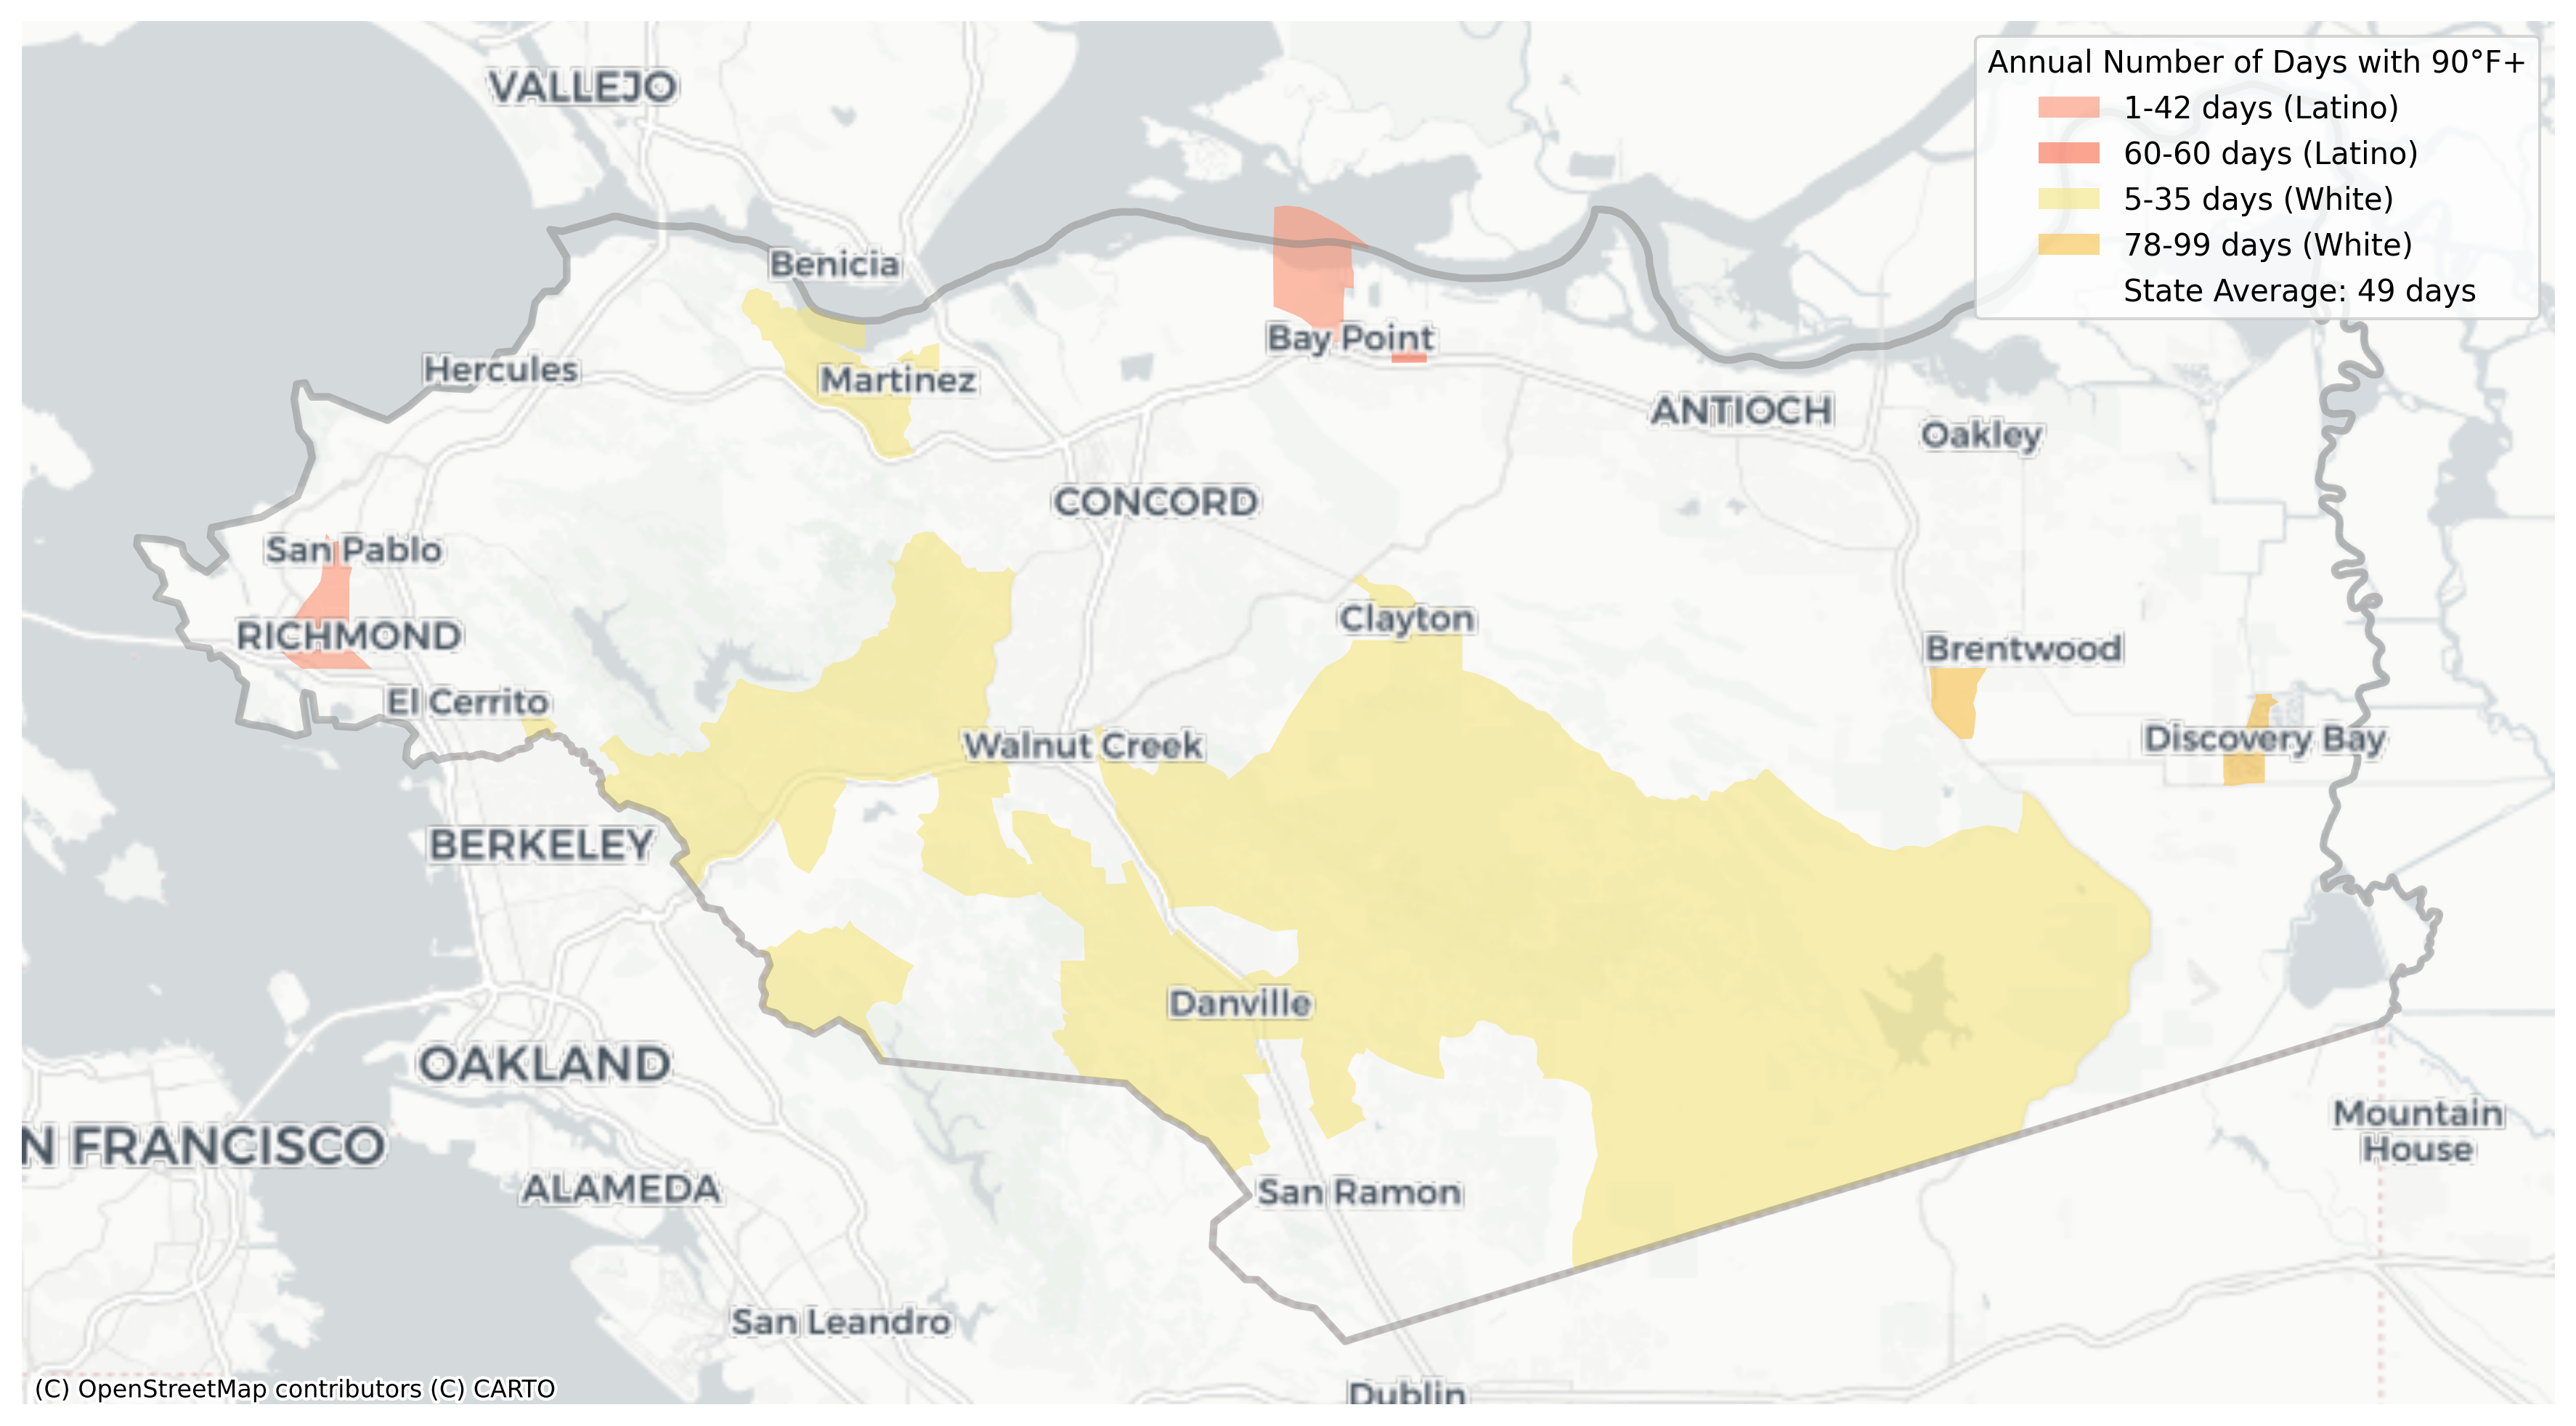 Annual Number of Days with 90°F+
1-42 days (Latino)
60-60 days (Latino)
5-35 days (White)
78-99 days (White)
State Average: 49 days
VALLEJO
Benicia
Hercules
Martinez
Bay Point
ANTIOCH
Oakley
CONCORD
San Pablo
RICHMOND
El Cerrito
Clayton
Brentwood
Walnut Creek
Discovery Bay
BERKELEY
Danville
OAKLAND
N FRANCISCO
ALAMEDA
San Ramon
Mountain
House
San Leandro
Dublin
(C) OpenStreetMap contributors (C) CARTO